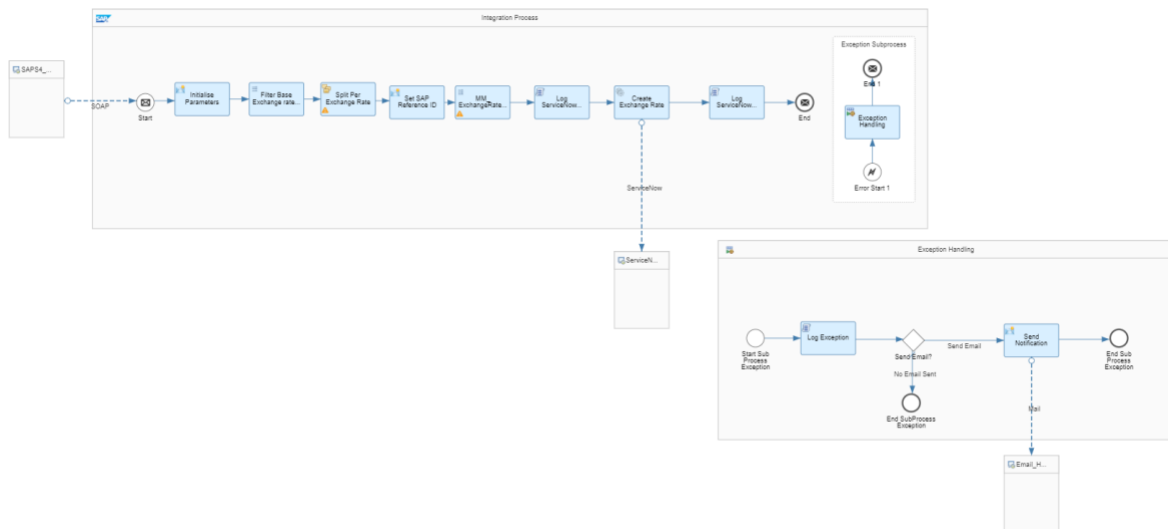 SAP
Integration Process
SAPS4_...
SOAP
Start
Initialise
Parameters
Filter Base
Exchange rate...
Split Per
Exchange Rate
Set SAP
Reference ID
MM_
ExchangeRate...
Log
ServiceNow...
Create
Exchange Rate
Log
ServiceNow...
End
Exception Subprocess
End 1
Exception
Handling
Error Start 1
ServiceNow
ServiceN...
Exception Handling
Start Sub
Process
Exception
Log Exception
Send Email?
Send Email
No Email Sent
End SubProcess
Exception
Send
Notification
End Sub
Process
Exception
Mail
Email_H...